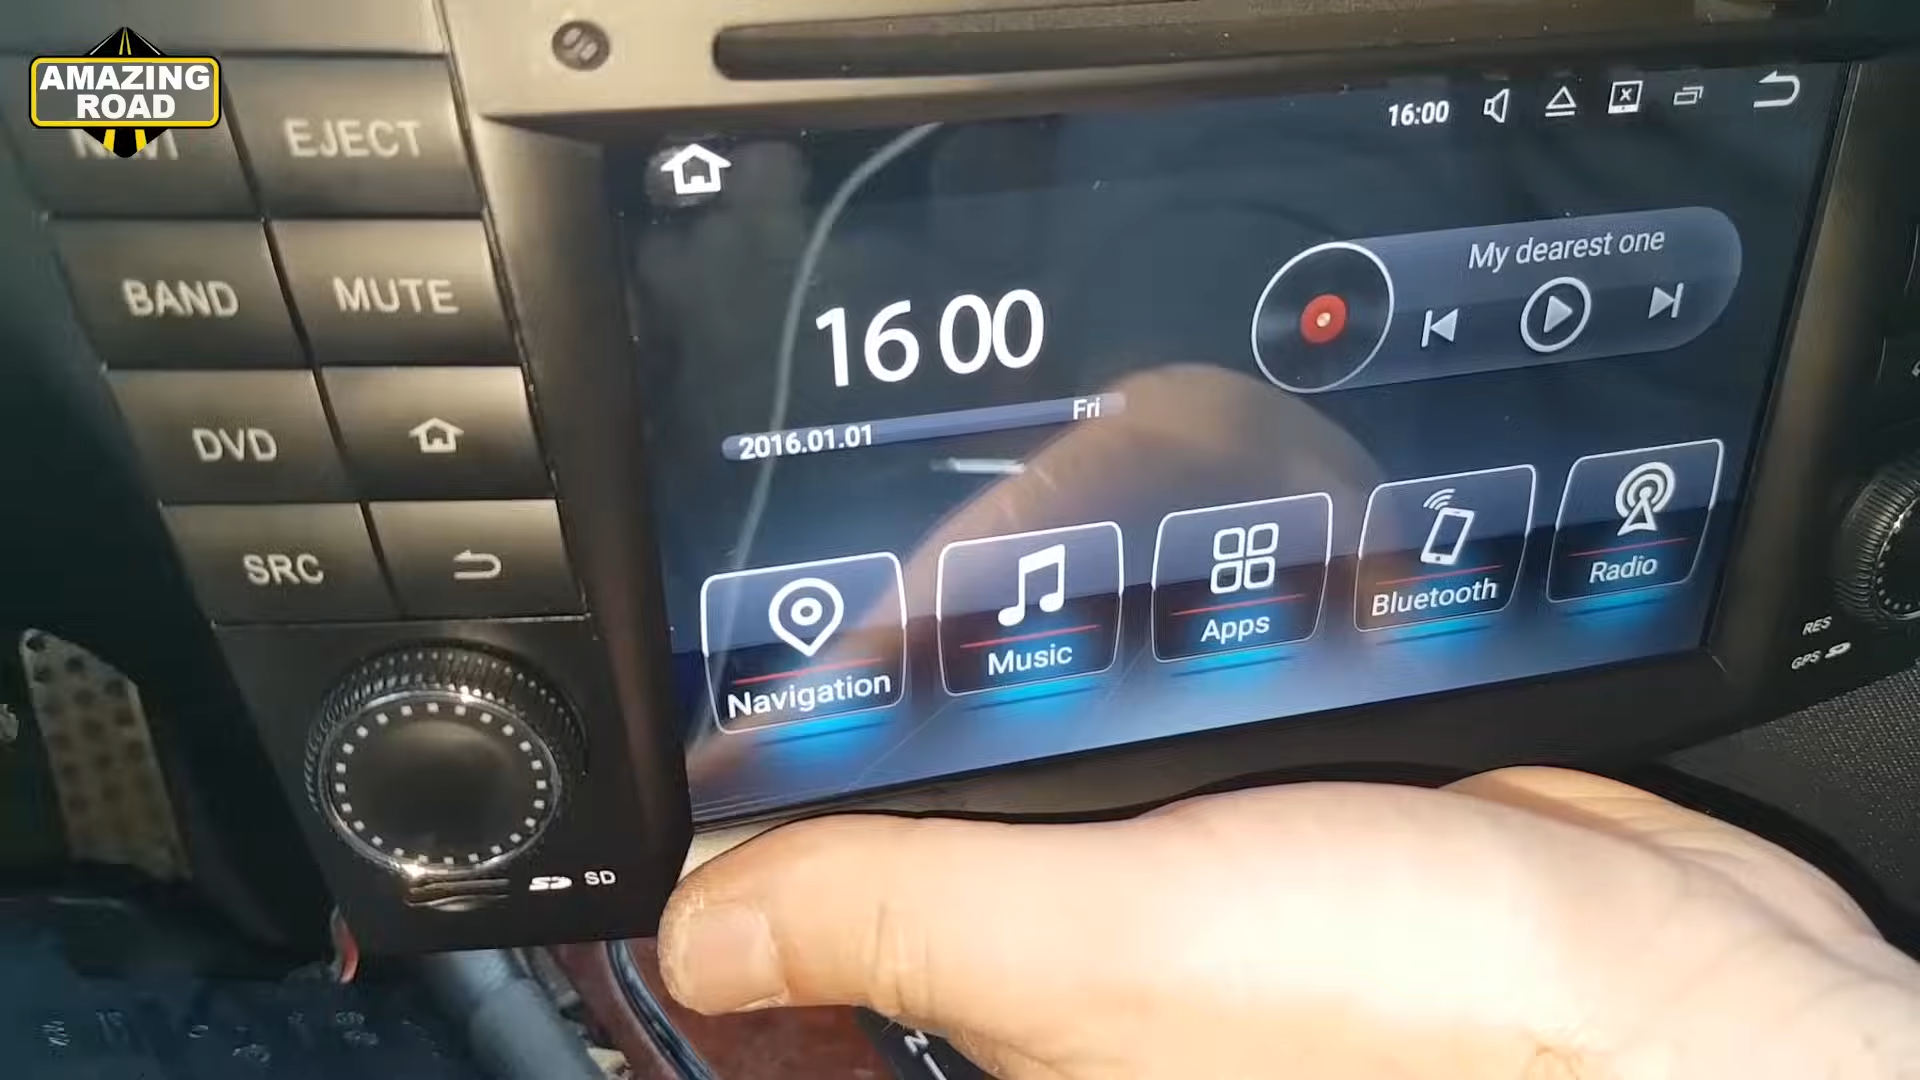 AMAZING
ROAD
NAVI
EJECT
BAND
MUTE
DVD
SRC
SD
16:00
16 00
Fri
2016.01.01
My dearest one
Navigation
Music
Apps
Bluetooth
Radio
RES
GPS